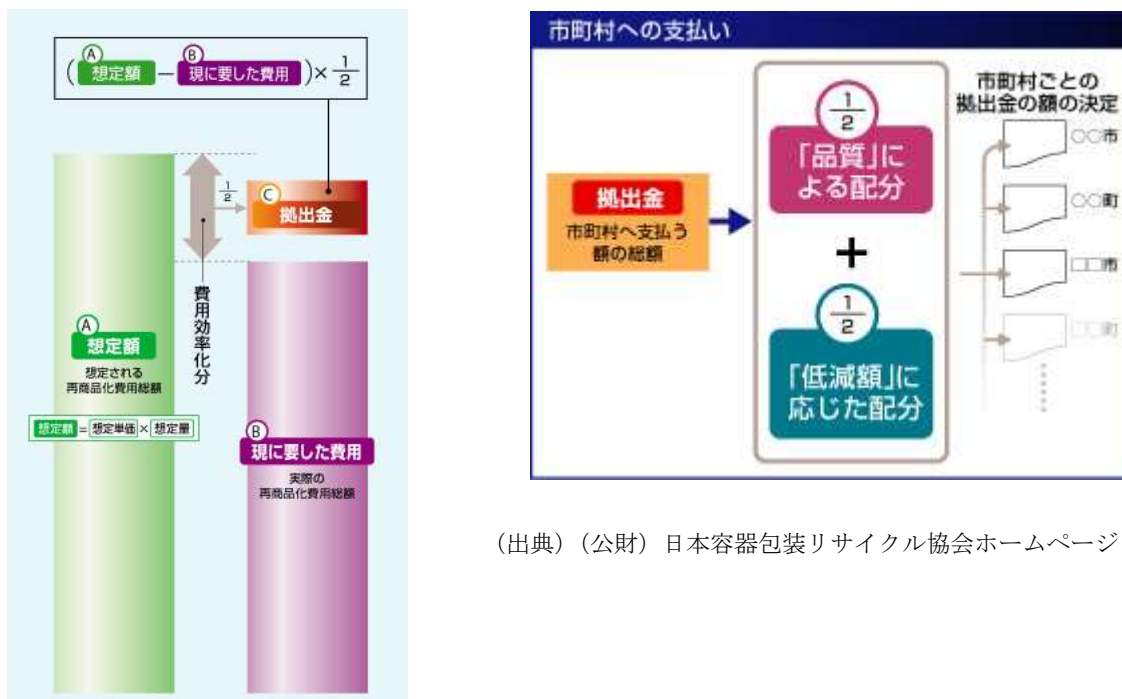 (Ⓐ想定額－Ⓑ現に要した費用)×1/2
1/2
Ⓒ
拠出金
費用効率化分
Ⓐ
想定額
想定される
再商品化費用総額
想定額=想定単価×想定量
Ⓑ
現に要した費用
実際の
再商品化費用総額
市町村への支払い
拠出金
市町村へ支払う
額の総額
1/2
「品質」に
よる配分
+
1/2
「低減額」に
応じた配分
市町村ごとの
拠出金の額の決定
○○市
○○町
□□市
□□町
（出典）（公財）日本容器包装リサイクル協会ホームページ